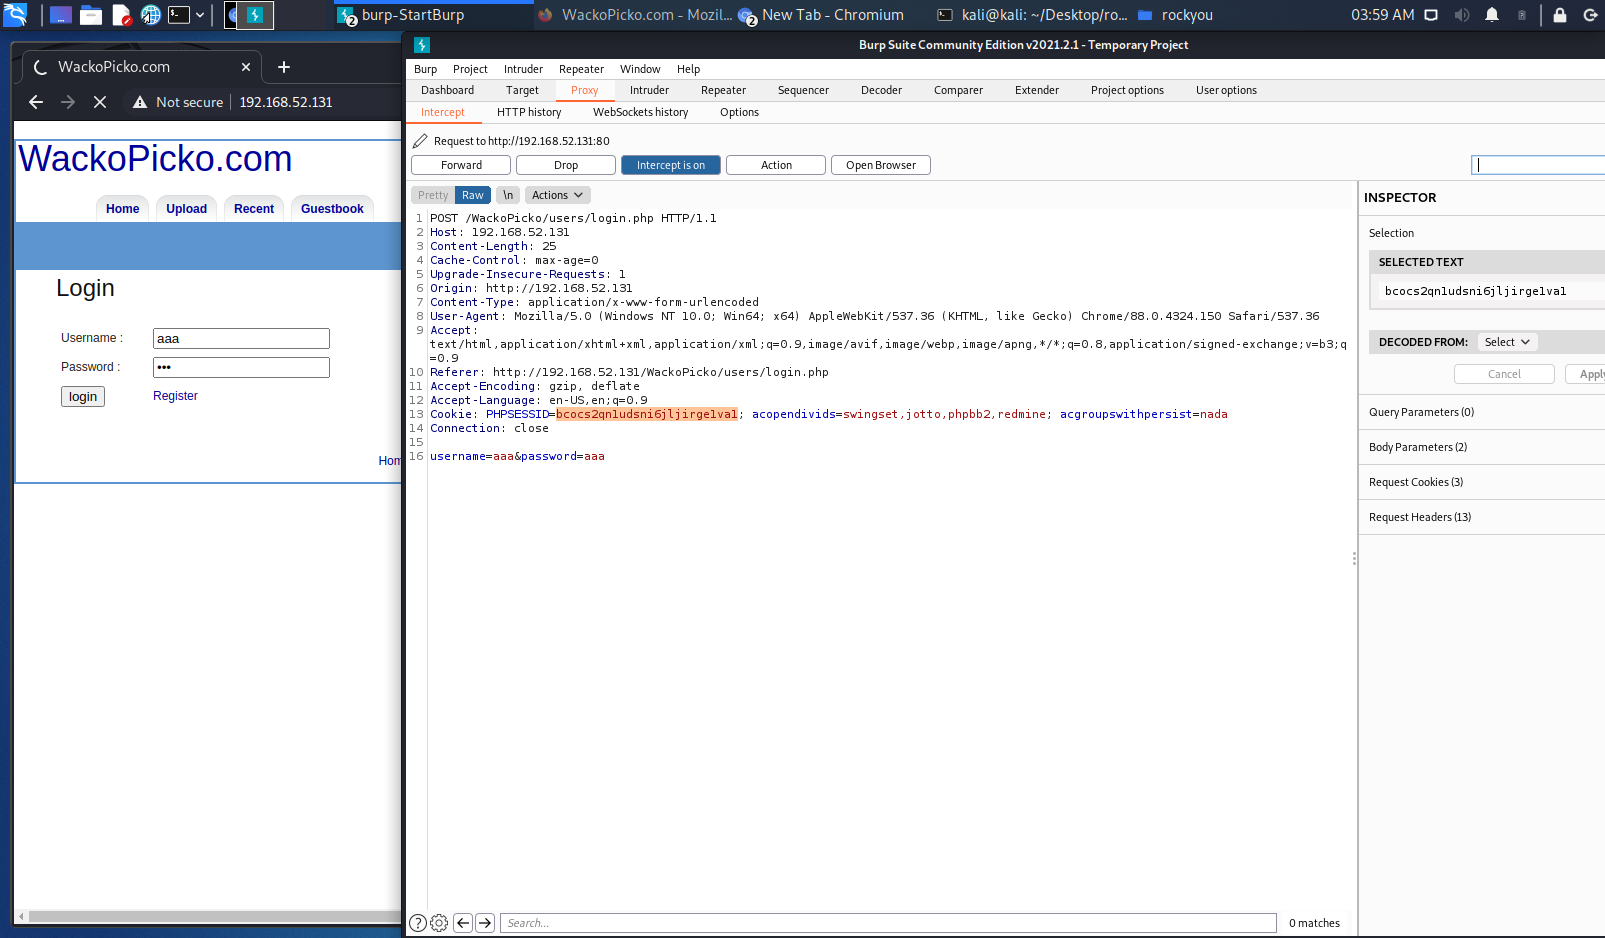 burp-StartBurp
WackoPicko.com - Mozil...
New Tab - Chromium
kali@kali: ~/Desktop/ro...
rockyou
03:59 AM
WackoPicko.com
Not secure
192.168.52.131
WackoPicko.com
Home
Upload
Recent
Guestbook
Login
Username :
aaa
Password :
•••
login
Register
Hom
Burp Suite Community Edition v2021.2.1 - Temporary Project
Burp Project Intruder Repeater Window Help
Dashboard Target Proxy Intruder Repeater Sequencer Decoder Comparer Extender Project options User options
Intercept HTTP history WebSockets history Options
Request to http://192.168.52.131:80
Forward Drop Intercept is on Action Open Browser
Pretty Raw \n Actions
1 POST /WackoPicko/users/login.php HTTP/1.1
2 Host: 192.168.52.131
3 Content-Length: 25
4 Cache-Control: max-age=0
5 Upgrade-Insecure-Requests: 1
6 Origin: http://192.168.52.131
7 Content-Type: application/x-www-form-urlencoded
8 User-Agent: Mozilla/5.0 (Windows NT 10.0; Win64; x64) AppleWebKit/537.36 (KHTML, like Gecko) Chrome/88.0.4324.150 Safari/537.36
9 Accept:
text/html,application/xhtml+xml,application/xml;q=0.9,image/avif,image/webp,image/apng,*/*;q=0.8,application/signed-exchange;v=b3;q
=0.9
10 Referer: http://192.168.52.131/WackoPicko/users/login.php
11 Accept-Encoding: gzip, deflate
12 Accept-Language: en-US,en;q=0.9
13 Cookie: PHPSESSID=bcocs2qn1udsni6jljirge1va1; acopendivids=swingset,jotto,phpbb2,redmine; acgroupswithpersist=nada
14 Connection: close
15
16 username=aaa&password=aaa
Search...
0 matches
INSPECTOR
Selection
SELECTED TEXT
bcocs2qn1udsni6jljirge1va1
DECODED FROM: Select
Cancel Apply
Query Parameters (0)
Body Parameters (2)
Request Cookies (3)
Request Headers (13)